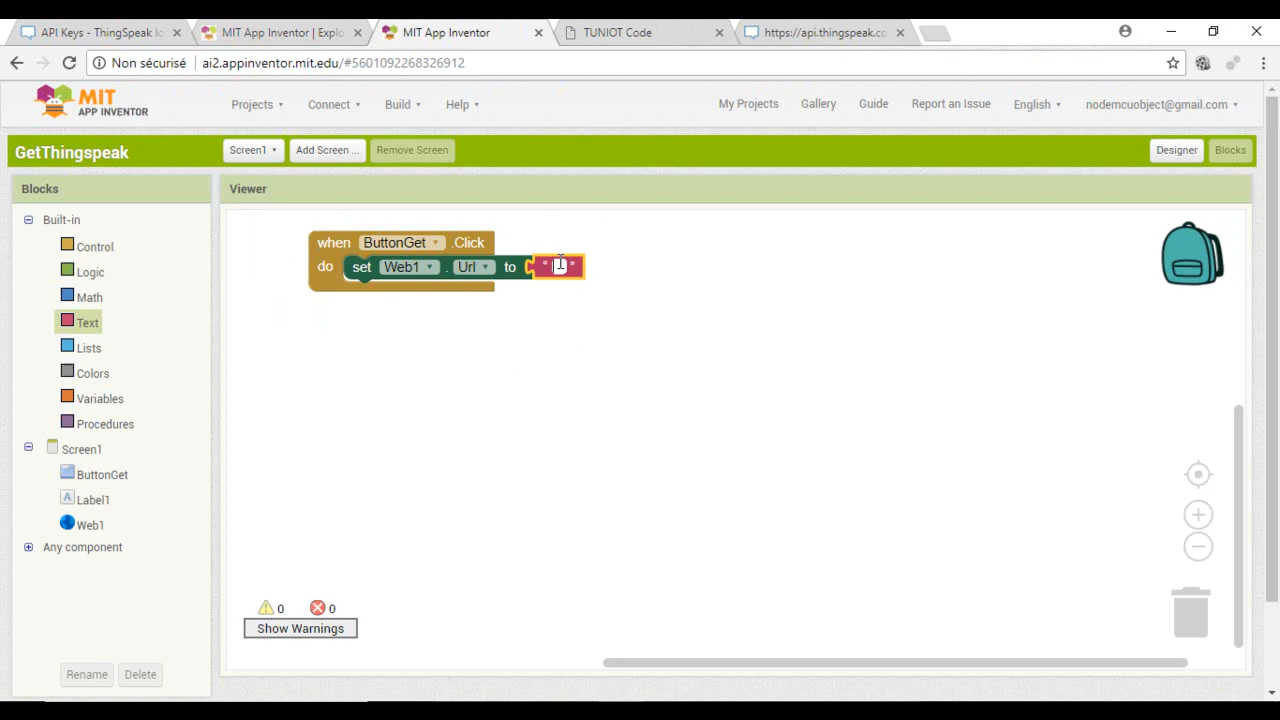 API Keys - ThingSpeak Io
MIT App Inventor | Explo
MIT App Inventor
TUNIOT Code
https://api.thingspeak.co
Non sécurisé
ai2.appinventor.mit.edu/#5601092268326912
MIT
APP INVENTOR
Projects
Connect
Build
Help
My Projects
Gallery
Guide
Report an Issue
English
nodemcuobject@gmail.com
GetThingspeak
Screen1
Add Screen ...
Remove Screen
Designer
Blocks
Blocks
Viewer
Built-in
Control
Logic
Math
Text
Lists
Colors
Variables
Procedures
Screen1
ButtonGet
A Label1
Web1
Any component
when ButtonGet .Click
do set Web1 . Url to " "
0 0
Show Warnings
Rename
Delete